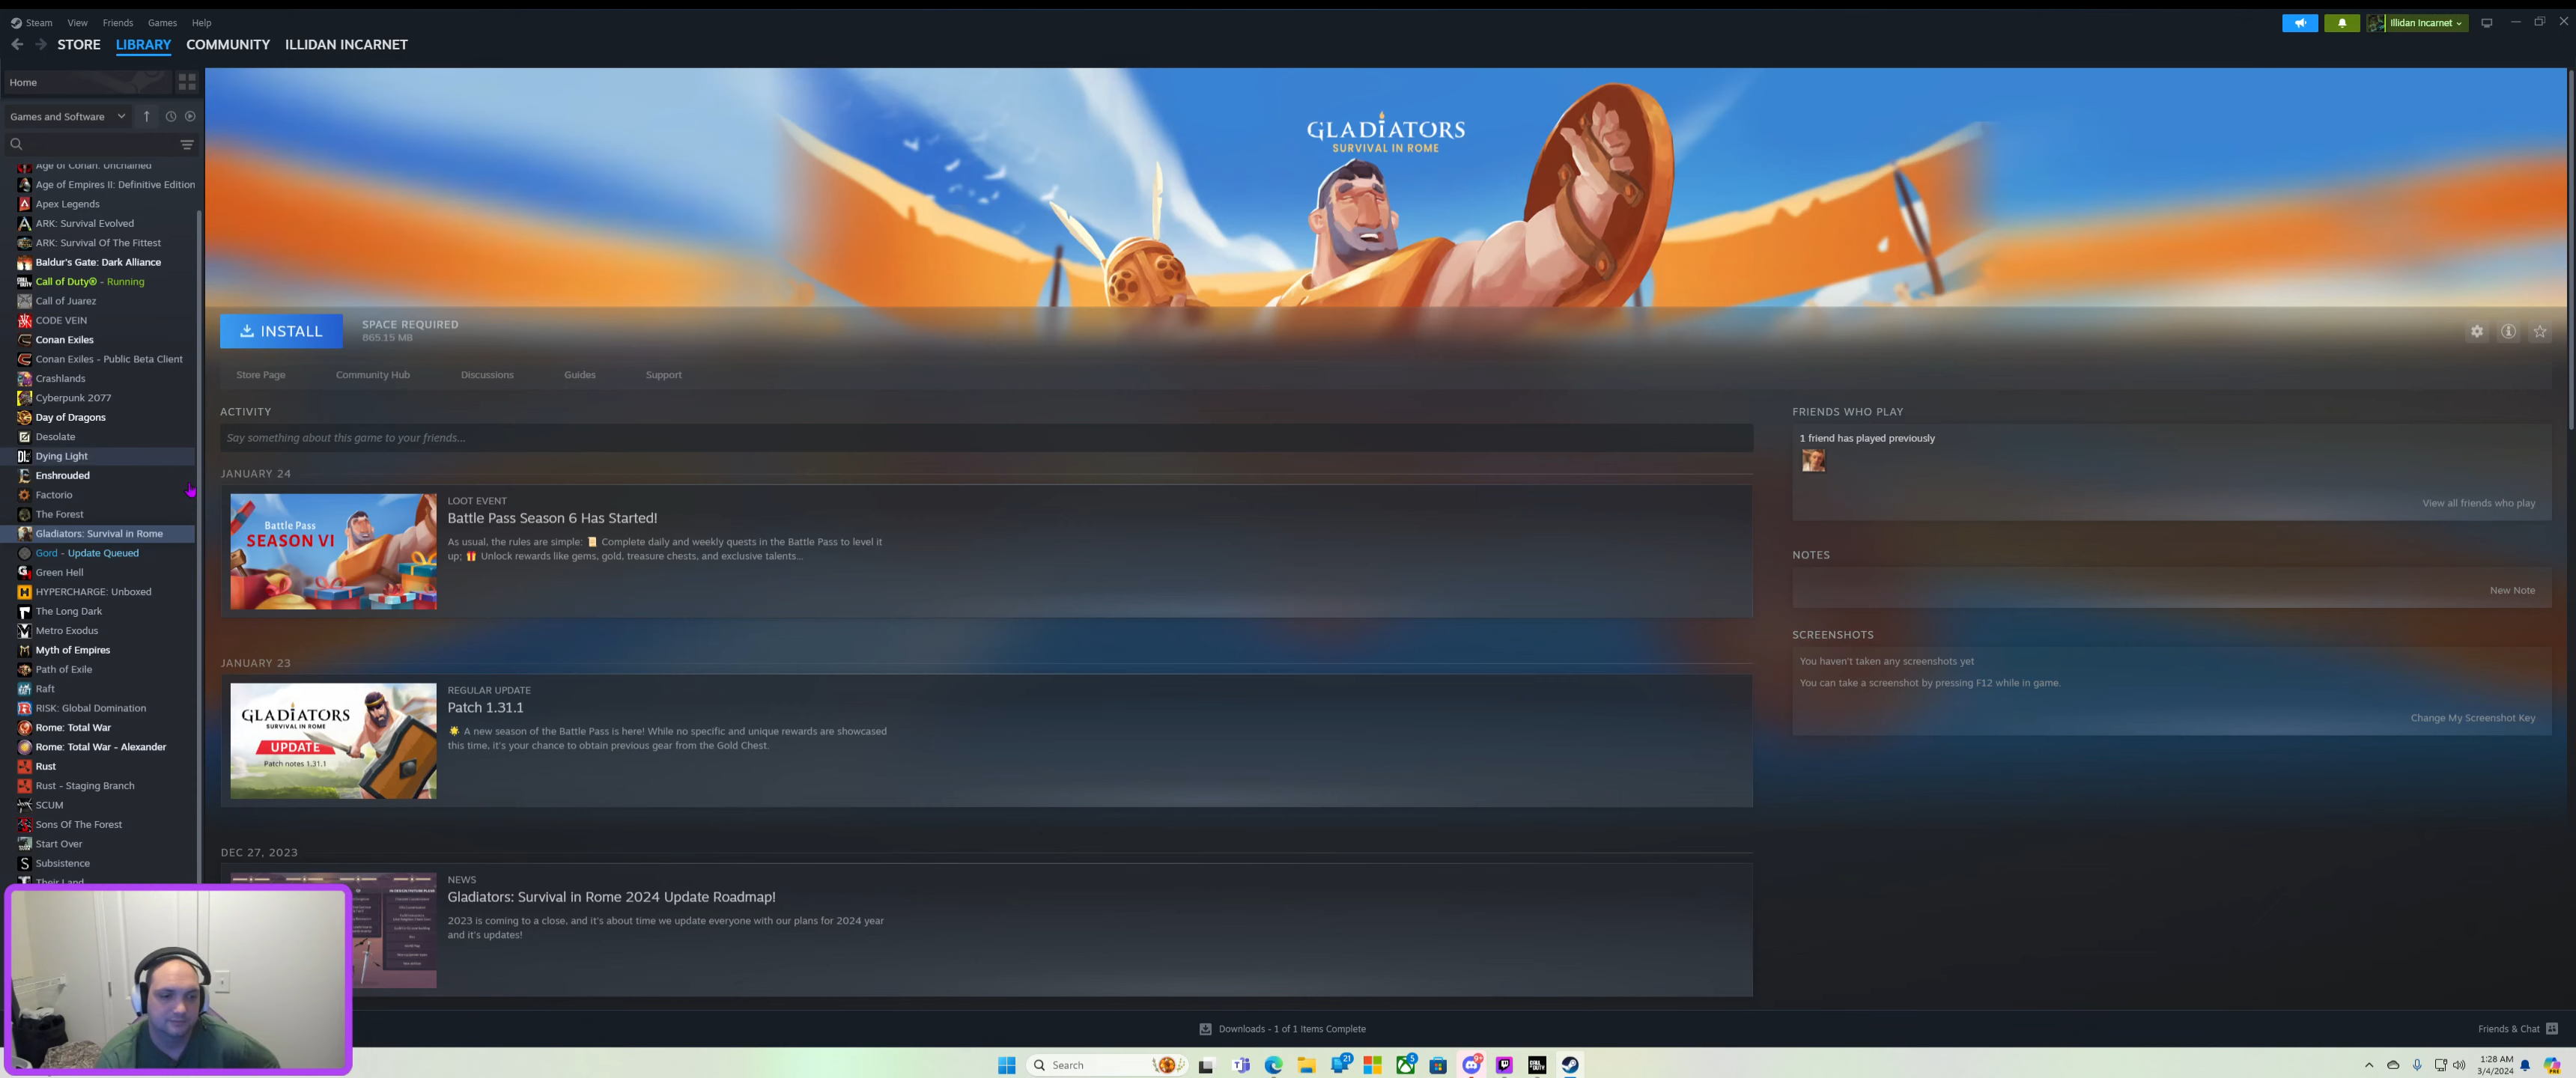 Steam View Friends Games Help
Illidan Incarnet
STORE LIBRARY COMMUNITY ILLIDAN INCARNET
Home
Games and Software
Age of Conan: Unchained
Age of Empires II: Definitive Edition
Apex Legends
ARK: Survival Evolved
ARK: Survival Of The Fittest
Baldur's Gate: Dark Alliance
Call of Duty® - Running
Call of Juarez
CODE VEIN
Conan Exiles
Conan Exiles - Public Beta Client
Crashlands
Cyberpunk 2077
Day of Dragons
Desolate
Dying Light
Enshrouded
Factorio
The Forest
Gladiators: Survival in Rome
Gord - Update Queued
Green Hell
HYPERCHARGE: Unboxed
The Long Dark
Metro Exodus
Myth of Empires
Path of Exile
Raft
RISK: Global Domination
Rome: Total War
Rome: Total War - Alexander
Rust
Rust - Staging Branch
SCUM
Sons Of The Forest
Start Over
Subsistence
Their Land
GLADIATORS
SURVIVAL IN ROME
INSTALL
SPACE REQUIRED
865.15 MB
Store Page Community Hub Discussions Guides Support
ACTIVITY
Say something about this game to your friends...
JANUARY 24
Battle Pass
SEASON VI
LOOT EVENT
Battle Pass Season 6 Has Started!
As usual, the rules are simple: 📜 Complete daily and weekly quests in the Battle Pass to level it
up; 🎁 Unlock rewards like gems, gold, treasure chests, and exclusive talents...
JANUARY 23
GLADIATORS
SURVIVAL IN ROME
UPDATE
Patch notes 1.31.1
REGULAR UPDATE
Patch 1.31.1
🌟 A new season of the Battle Pass is here! While no specific and unique rewards are showcased
this time, it's your chance to obtain previous gear from the Gold Chest.
DEC 27, 2023
NEWS
Gladiators: Survival in Rome 2024 Update Roadmap!
2023 is coming to a close, and it's about time we update everyone with our plans for 2024 year
and it's updates!
FRIENDS WHO PLAY
1 friend has played previously
View all friends who play
NOTES
New Note
SCREENSHOTS
You haven't taken any screenshots yet
You can take a screenshot by pressing F12 while in game.
Change My Screenshot Key
Downloads - 1 of 1 Items Complete
Friends & Chat
Search
21
5
9+
1:28 AM
3/4/2024